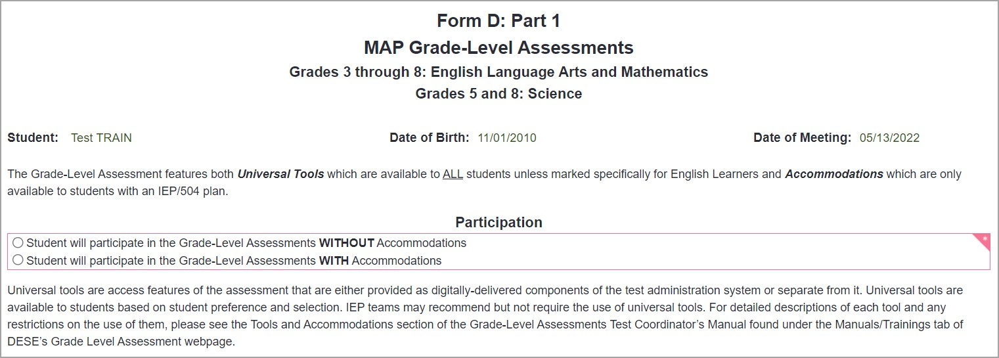 Form D: Part 1
MAP Grade-Level Assessments
Grades 3 through 8: English Language Arts and Mathematics
Grades 5 and 8: Science
Student: Test TRAIN Date of Birth: 11/01/2010 Date of Meeting: 05/13/2022
The Grade-Level Assessment features both Universal Tools which are available to ALL students unless marked specifically for English Learners and Accommodations which are only
available to students with an IEP/504 plan.
Participation
Student will participate in the Grade-Level Assessments WITHOUT Accommodations
Student will participate in the Grade-Level Assessments WITH Accommodations
Universal tools are access features of the assessment that are either provided as digitally-delivered components of the test administration system or separate from it. Universal tools are
available to students based on student preference and selection. IEP teams may recommend but not require the use of universal tools. For detailed descriptions of each tool and any
restrictions on the use of them, please see the Tools and Accommodations section of the Grade-Level Assessments Test Coordinator’s Manual found under the Manuals/Trainings tab of
DESE’s Grade Level Assessment webpage.